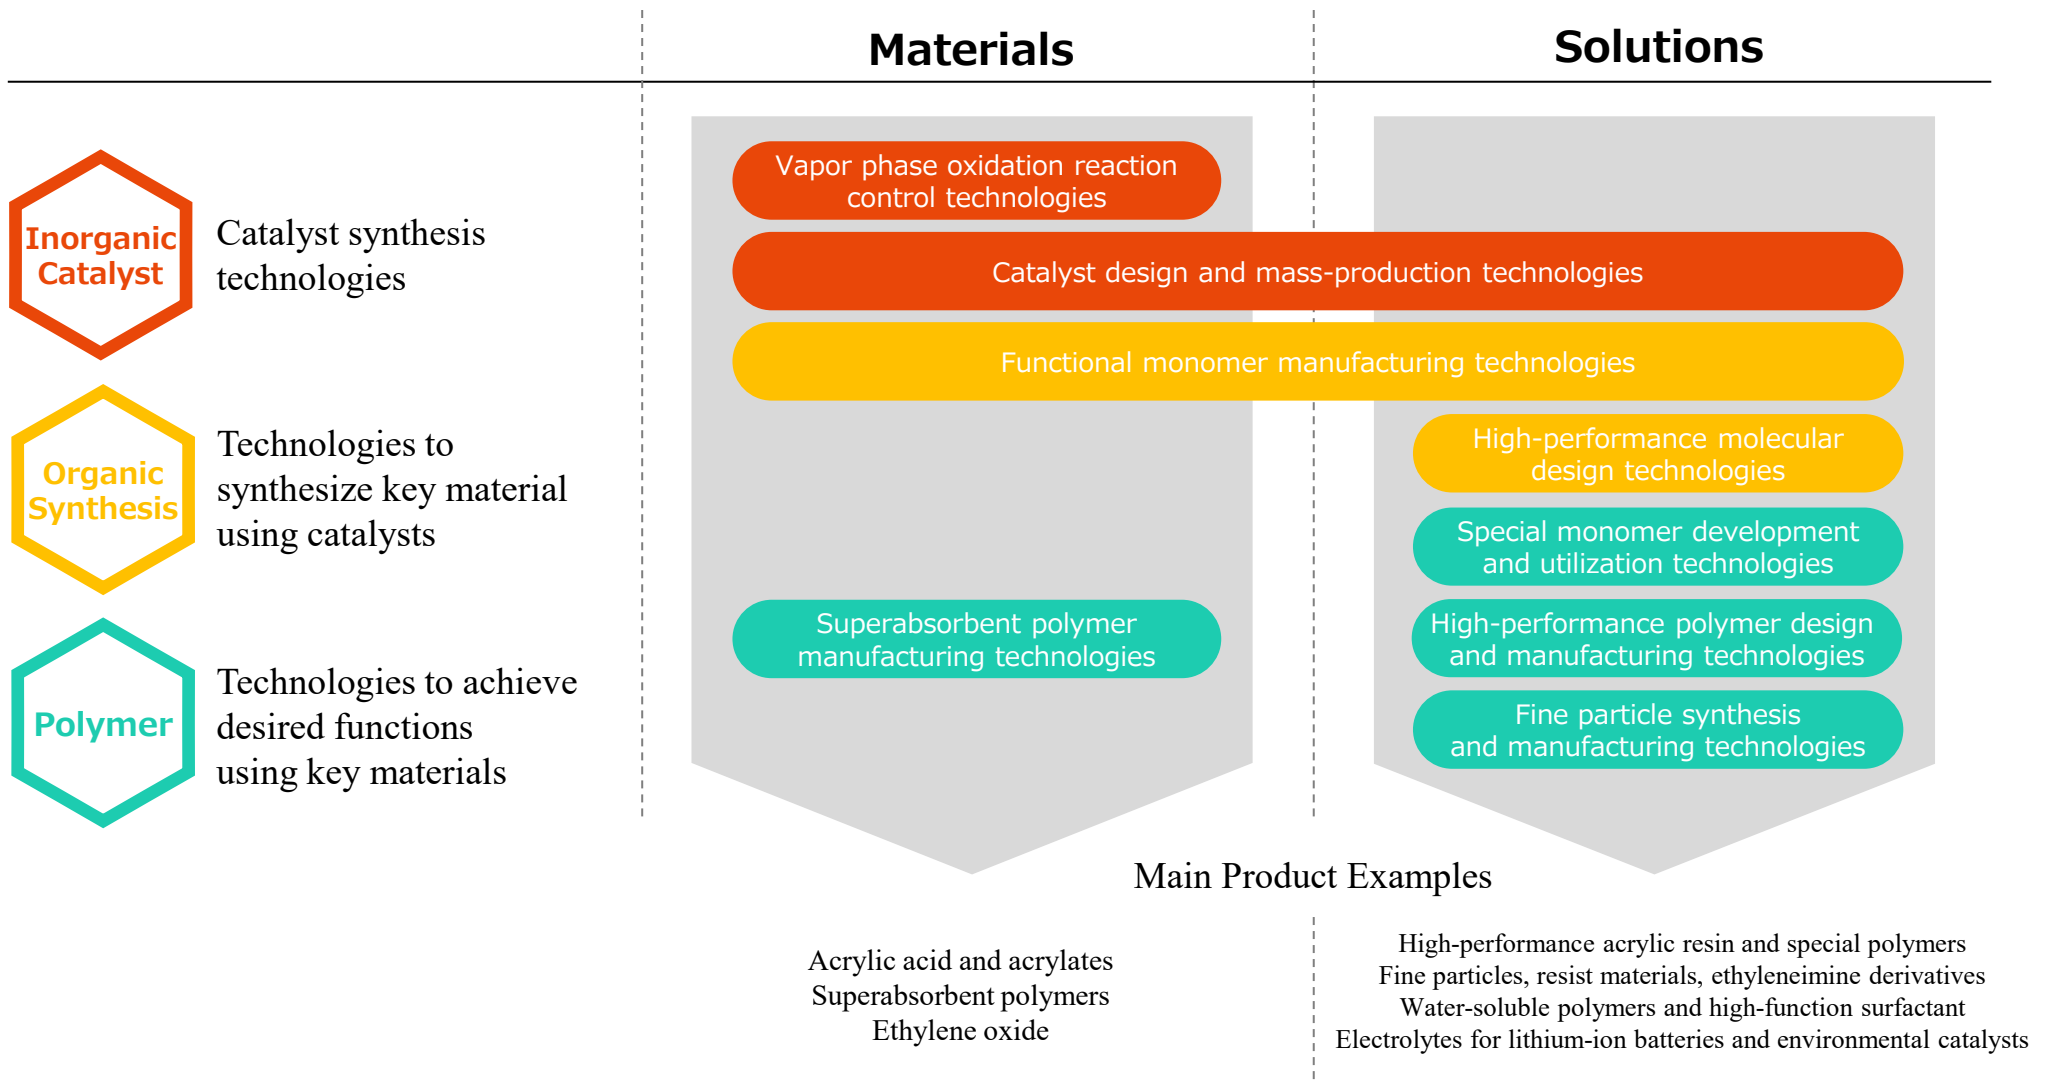 Materials
Solutions
Inorganic
Catalyst
Catalyst synthesis
technologies
Organic
Synthesis
Technologies to
synthesize key material
using catalysts
Polymer
Technologies to achieve
desired functions
using key materials
Vapor phase oxidation reaction
control technologies
Catalyst design and mass-production technologies
Functional monomer manufacturing technologies
High-performance molecular
design technologies
Special monomer development
and utilization technologies
Superabsorbent polymer
manufacturing technologies
High-performance polymer design
and manufacturing technologies
Fine particle synthesis
and manufacturing technologies
Main Product Examples
Acrylic acid and acrylates
Superabsorbent polymers
Ethylene oxide
High-performance acrylic resin and special polymers
Fine particles, resist materials, ethyleneimine derivatives
Water-soluble polymers and high-function surfactant
Electrolytes for lithium-ion batteries and environmental catalysts